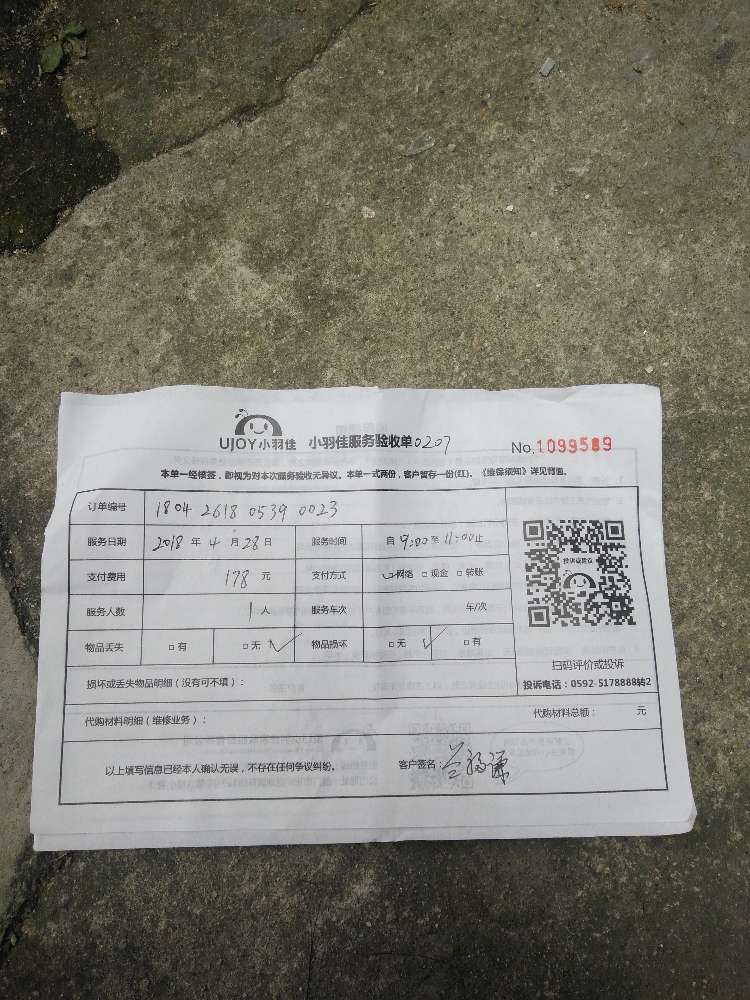 UJOY小羽佳 小羽佳服务验收单0207 No.1099589
本单一经核签，即视为对本次服务验收无异议。本单一式两份，客户暂存一份(红)。《维保须知》详见背面。
订单编号 1804 2618 0539 0023
服务日期 2018 年 4 月 28 日 服务时间 自 9:00 至 11:00 止
支付费用 178 元 支付方式 网络 □ 现金 □ 转账
服务人数 1 人 服务车次 车/次
物品丢失 □ 有 □ 无 ✓ 物品损坏 □ 无 ✓ □ 有
投诉或建议
扫码评价或投诉
投诉电话：0592-5178888转2
损坏或丢失物品明细（没有可不填）：
代购材料明细（维修业务）： 代购材料总额： 元
以上填写信息已经本人确认无误，不存在任何争议纠纷。 客户签名：